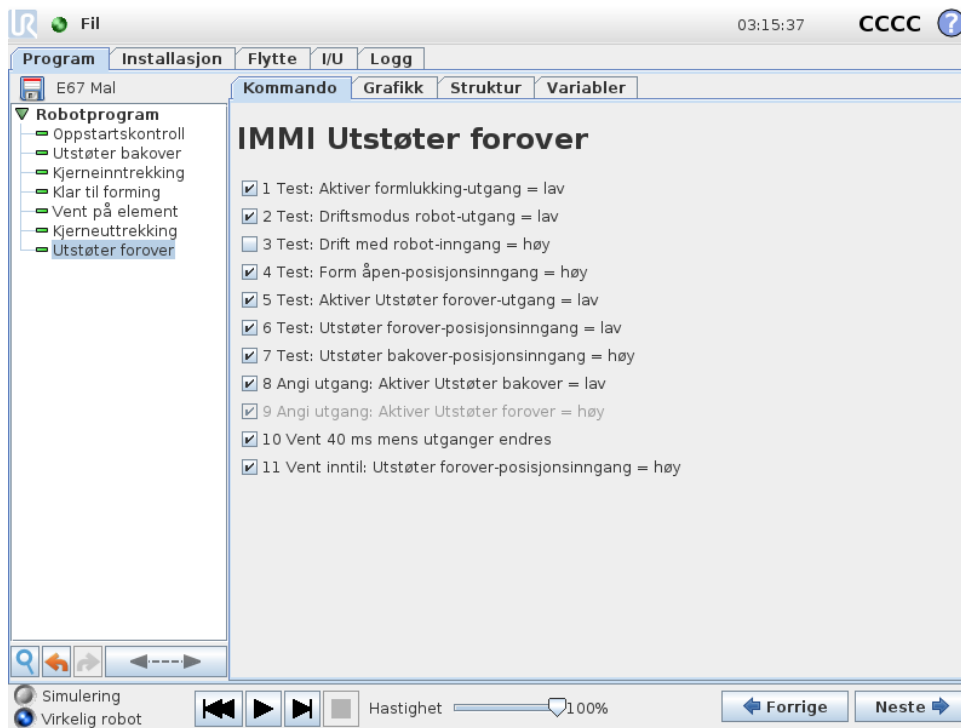 UR Fil 03:15:37 CCCC ?
Program Installasjon Flytte I/U Logg
E67 Mal
Kommando Grafikk Struktur Variabler
Robotprogram
Oppstartskontroll
Utstøter bakover
Kjerneinntrekking
Klar til forming
Vent på element
Kjerneuttrekking
Utstøter forover
IMMI Utstøter forover
1 Test: Aktiver formlukking-utgang = lav
2 Test: Driftsmodus robot-utgang = lav
3 Test: Drift med robot-inngang = høy
4 Test: Form åpen-posisjonsinngang = høy
5 Test: Aktiver Utstøter forover-utgang = lav
6 Test: Utstøter forover-posisjonsinngang = lav
7 Test: Utstøter bakover-posisjonsinngang = høy
8 Angi utgang: Aktiver Utstøter bakover = lav
9 Angi utgang: Aktiver Utstøter forover = høy
10 Vent 40 ms mens utganger endres
11 Vent inntil: Utstøter forover-posisjonsinngang = høy
Simulering
Virkelig robot
Hastighet 100%
Forrige Neste